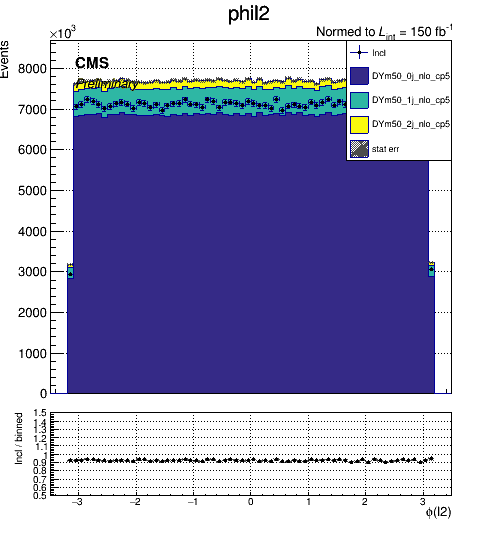 phil2
×10³
Normed to L_int = 150 fb⁻¹
Events
CMS
Preliminary
Incl
DYm50_0j_nlo_cp5
DYm50_1j_nlo_cp5
DYm50_2j_nlo_cp5
stat err
8000
7000
6000
5000
4000
3000
2000
1000
0
Incl / binned
1.5
1.4
1.3
1.2
1.1
1
0.9
0.8
0.7
0.6
0.5
−3 −2 −1 0 1 2 3
ϕ(l2)